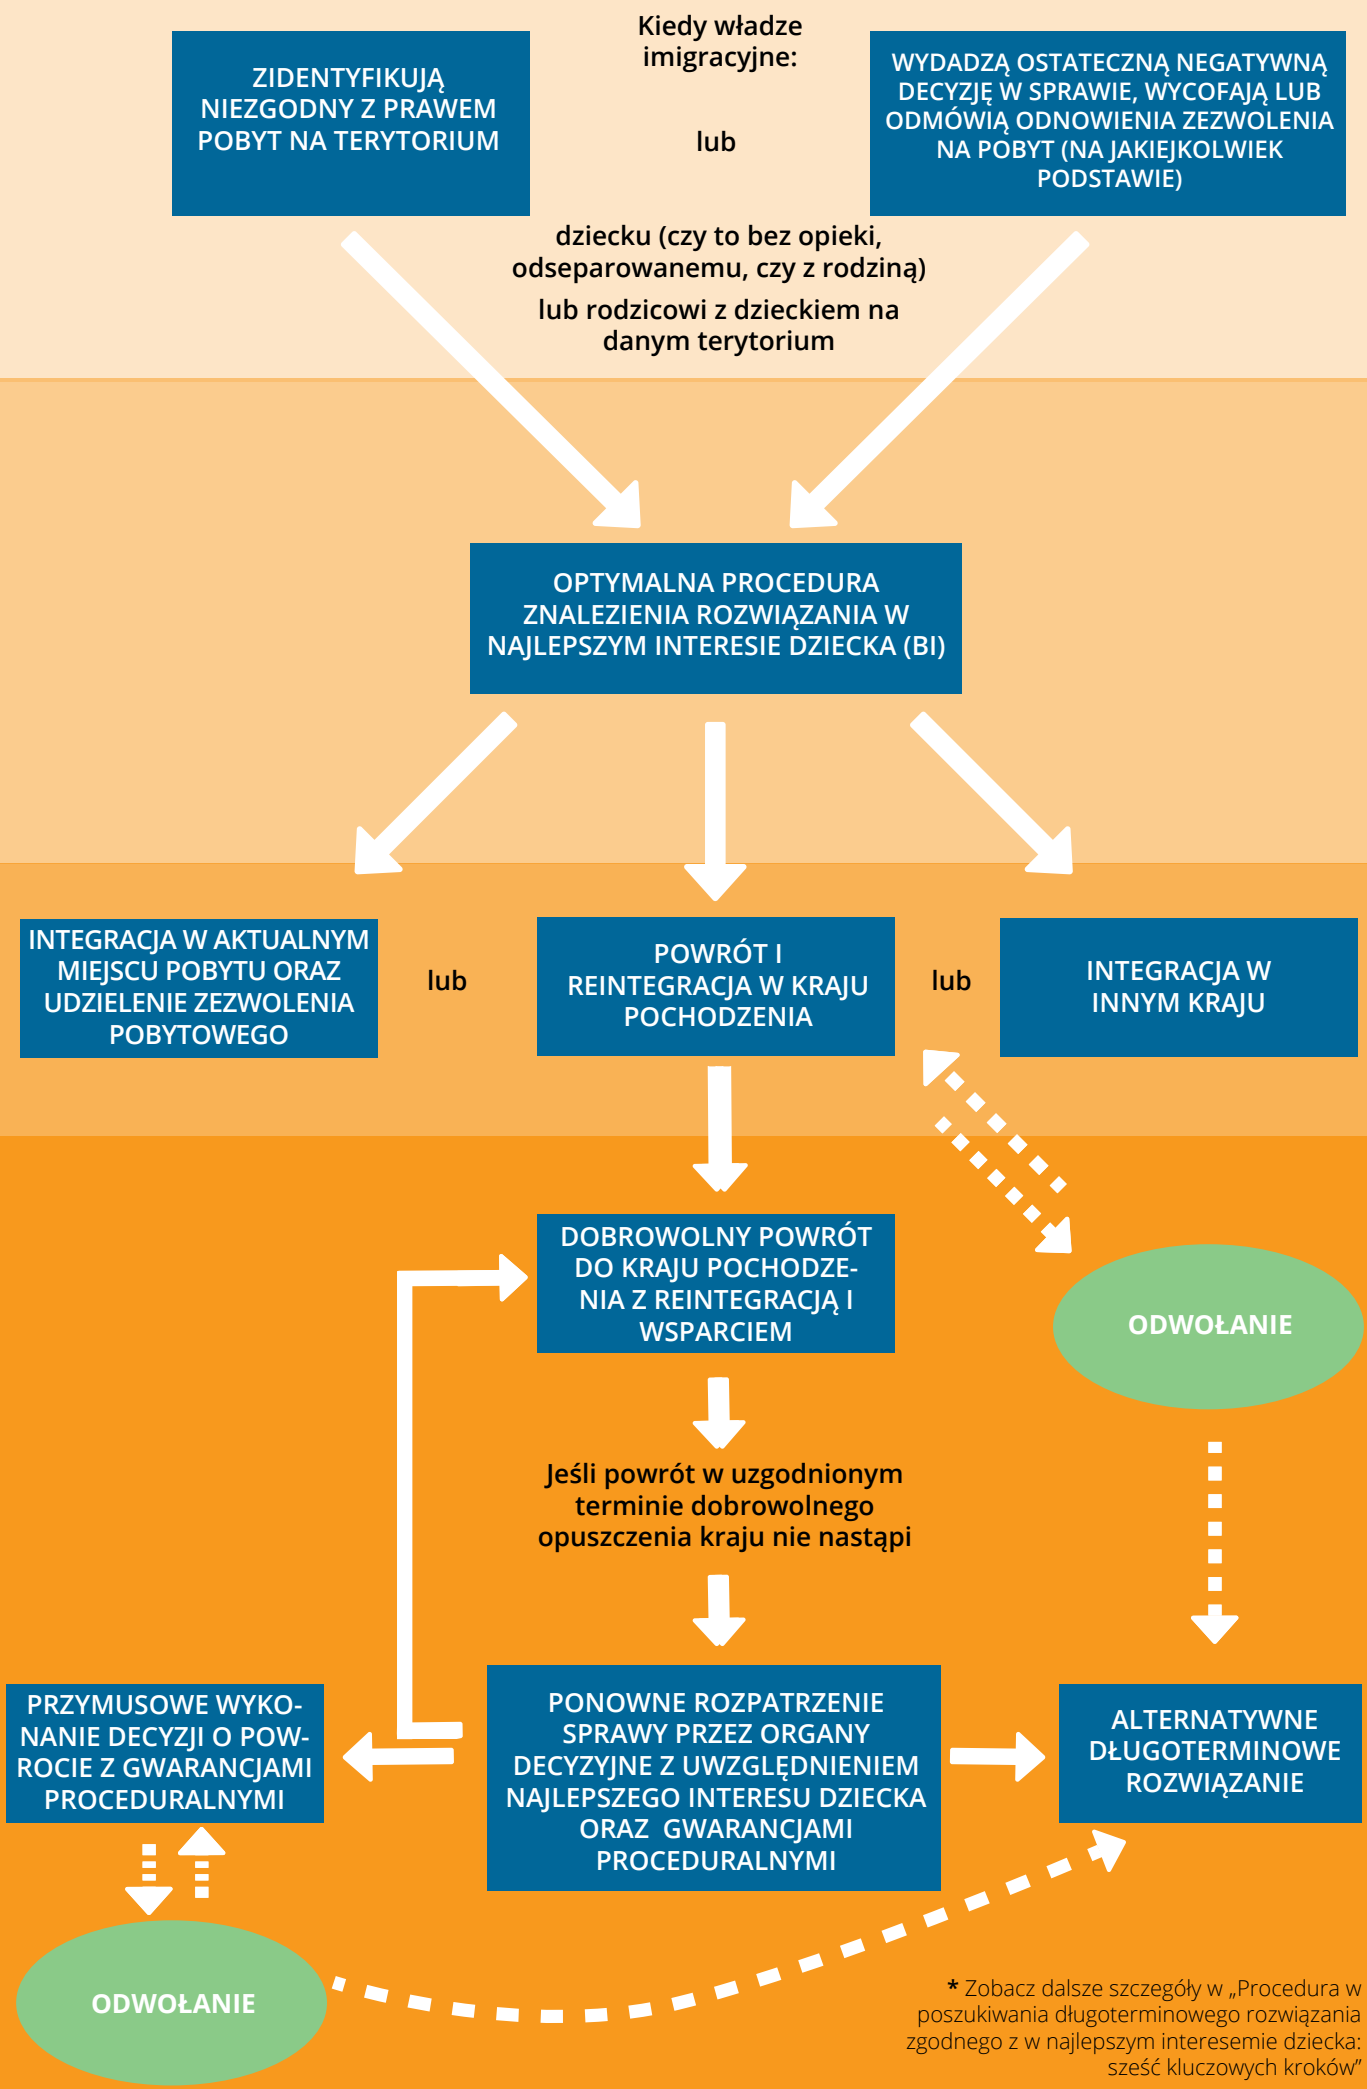 Kiedy władze
imigracyjne:
ZIDENTYFIKUJĄ
NIEZGODNY Z PRAWEM
POBYT NA TERYTORIUM
lub
WYDADZĄ OSTATECZNĄ NEGATYWNĄ
DECYZJĘ W SPRAWIE, WYCOFAJĄ LUB
ODMÓWIĄ ODNOWIENIA ZEZWOLENIA
NA POBYT (NA JAKIEJKOLWIEK
PODSTAWIE)
dziecku (czy to bez opieki,
odseparowanemu, czy z rodziną)
lub rodzicowi z dzieckiem na
danym terytorium
OPTYMALNA PROCEDURA
ZNALEZIENIA ROZWIĄZANIA W
NAJLEPSZYM INTERESIE DZIECKA (BI)
INTEGRACJA W AKTUALNYM
MIEJSCU POBYTU ORAZ
UDZIELENIE ZEZWOLENIA
POBYTOWEGO
lub
POWRÓT I
REINTEGRACJA W KRAJU
POCHODZENIA
lub
INTEGRACJA W
INNYM KRAJU
DOBROWOLNY POWRÓT
DO KRAJU POCHODZE-
NIA Z REINTEGRACJĄ I
WSPARCIEM
ODWOŁANIE
Jeśli powrót w uzgodnionym
terminie dobrowolnego
opuszczenia kraju nie nastąpi
PRZYMUSOWE WYKO-
NANIE DECYZJI O POW-
ROCIE Z GWARANCJAMI
PROCEDURALNYMI
PONOWNE ROZPATRZENIE
SPRAWY PRZEZ ORGANY
DECYZYJNE Z UWZGLĘDNIENIEM
NAJLEPSZEGO INTERESU DZIECKA
ORAZ GWARANCJAMI
PROCEDURALNYMI
ALTERNATYWNE
DŁUGOTERMINOWE
ROZWIĄZANIE
ODWOŁANIE
* Zobacz dalsze szczegóły w „Procedura w
poszukiwania długoterminowego rozwiązania
zgodnego z w najlepszym interesemie dziecka:
sześć kluczowych kroków”